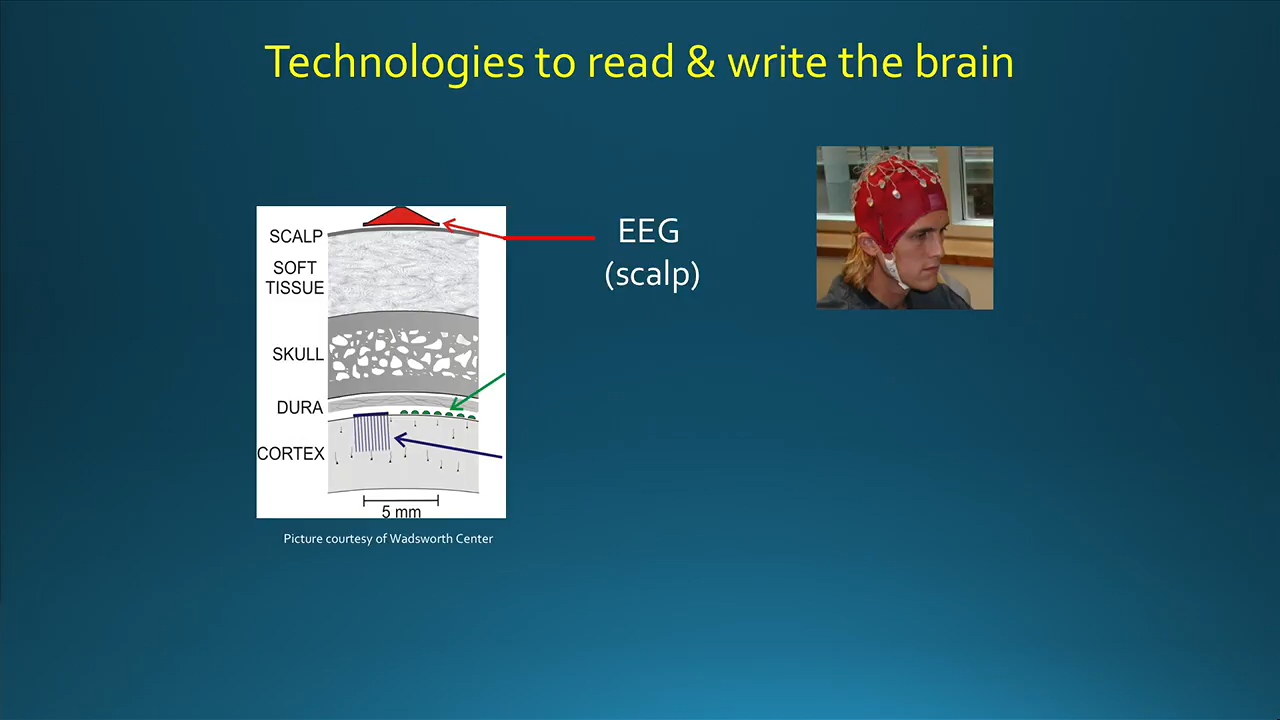 Technologies to read & write the brain
SCALP
SOFT
TISSUE
SKULL
DURA
CORTEX
5 mm
Picture courtesy of Wadsworth Center
EEG
(scalp)